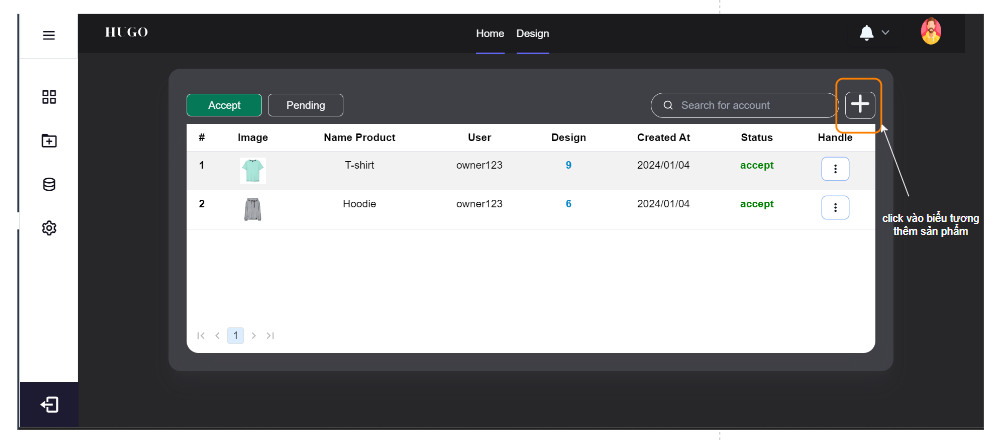 HUGO
Home Design
Accept Pending Search for account
# Image Name Product User Design Created At Status Handle
1 T-shirt owner123 9 2024/01/04 accept
2 Hoodie owner123 6 2024/01/04 accept
click vào biểu tương
thêm sản phẩm
1